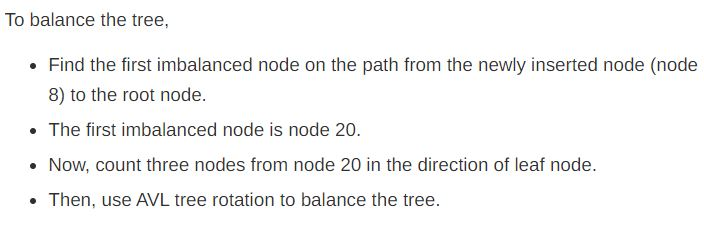 To balance the tree,
• Find the first imbalanced node on the path from the newly inserted node (node
8) to the root node.
• The first imbalanced node is node 20.
• Now, count three nodes from node 20 in the direction of leaf node.
• Then, use AVL tree rotation to balance the tree.